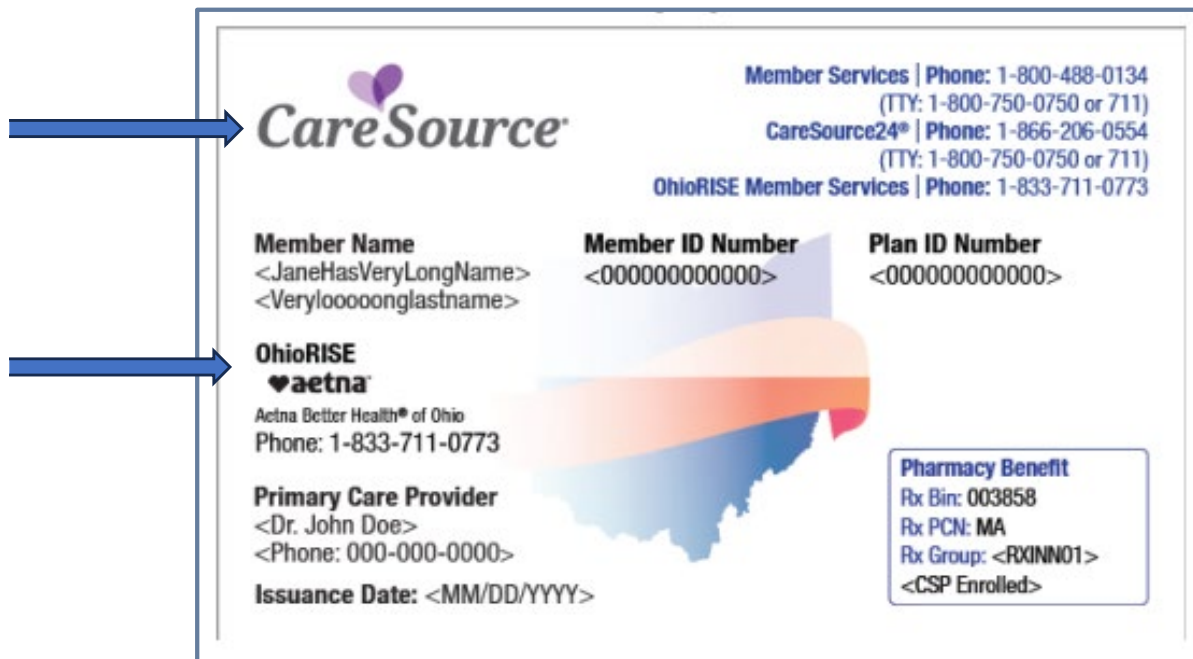 CareSource
Member Services | Phone: 1-800-488-0134
(TTY: 1-800-750-0750 or 711)
CareSource24® | Phone: 1-866-206-0554
(TTY: 1-800-750-0750 or 711)
OhioRISE Member Services | Phone: 1-833-711-0773
Member Name
<JaneHasVeryLongName>
<Verylooooonglastname>
Member ID Number
<000000000000>
Plan ID Number
<000000000000>
OhioRISE
aetna™
Aetna Better Health® of Ohio
Phone: 1-833-711-0773
Primary Care Provider
<Dr. John Doe>
<Phone: 000-000-0000>
Issuance Date: <MM/DD/YYYY>
Pharmacy Benefit
Rx Bin: 003858
Rx PCN: MA
Rx Group: <RXINN01>
<CSP Enrolled>